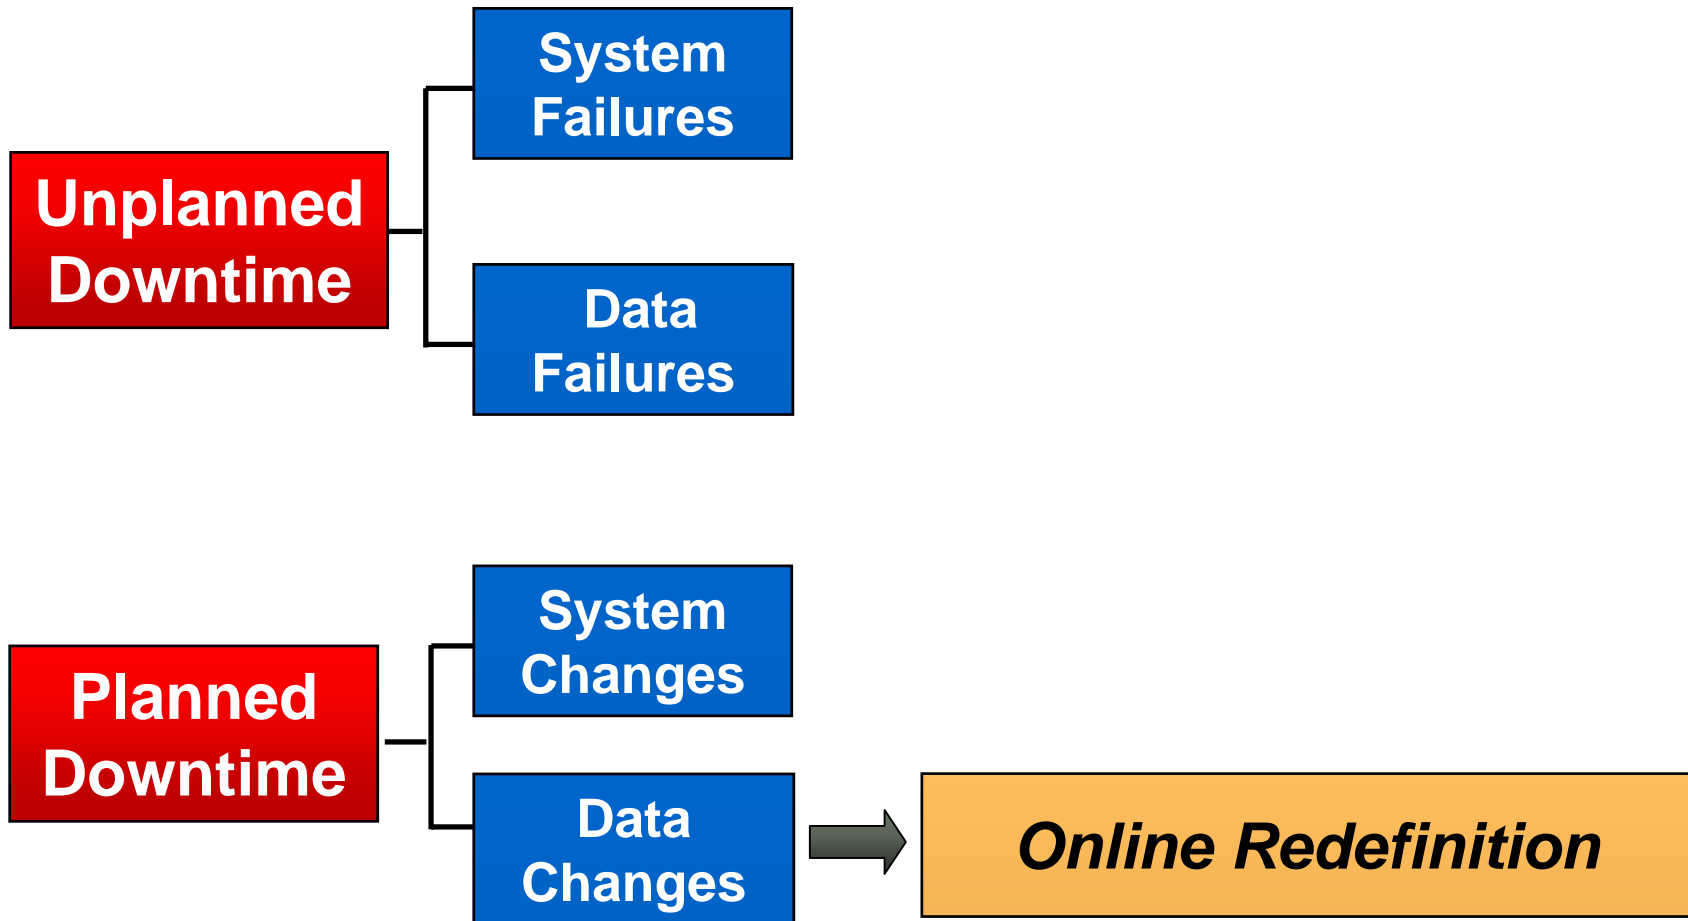 System
Failures
Unplanned
Downtime
Data
Failures
System
Changes
Planned
Downtime
Data
Changes
Online Redefinition